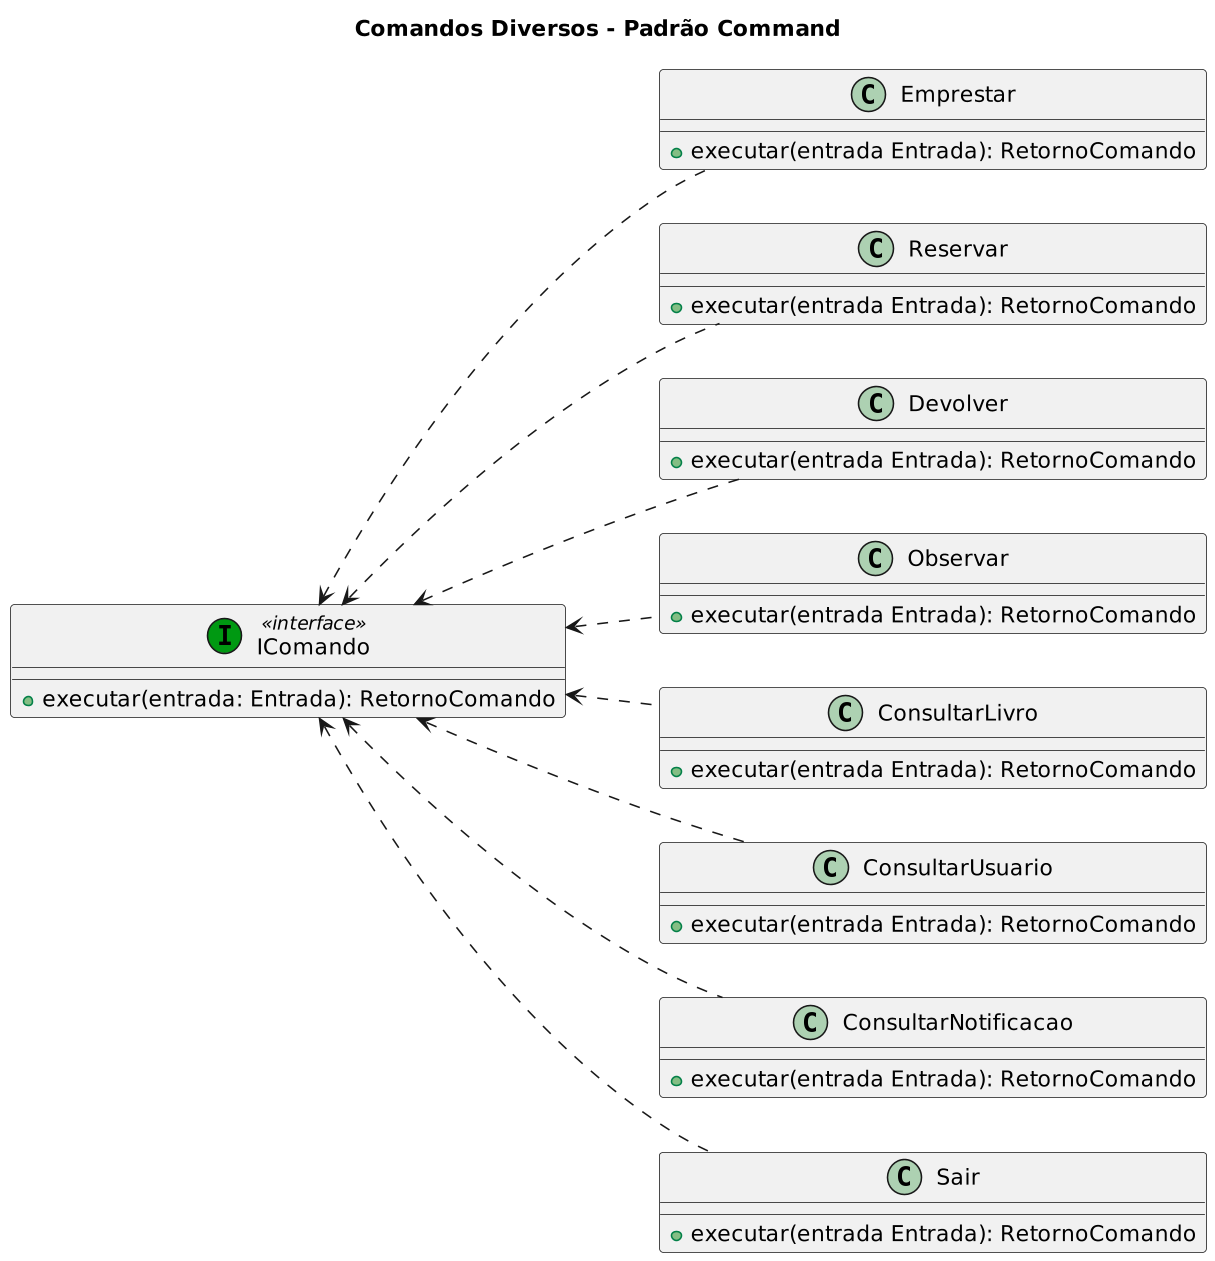 Comandos Diversos - Padrão Command
C Emprestar
executar(entrada Entrada): RetornoComando
C Reservar
executar(entrada Entrada): RetornoComando
C Devolver
executar(entrada Entrada): RetornoComando
C Observar
executar(entrada Entrada): RetornoComando
I «interface»
IComando
executar(entrada: Entrada): RetornoComando
C ConsultarLivro
executar(entrada Entrada): RetornoComando
C ConsultarUsuario
executar(entrada Entrada): RetornoComando
C ConsultarNotificacao
executar(entrada Entrada): RetornoComando
C Sair
executar(entrada Entrada): RetornoComando